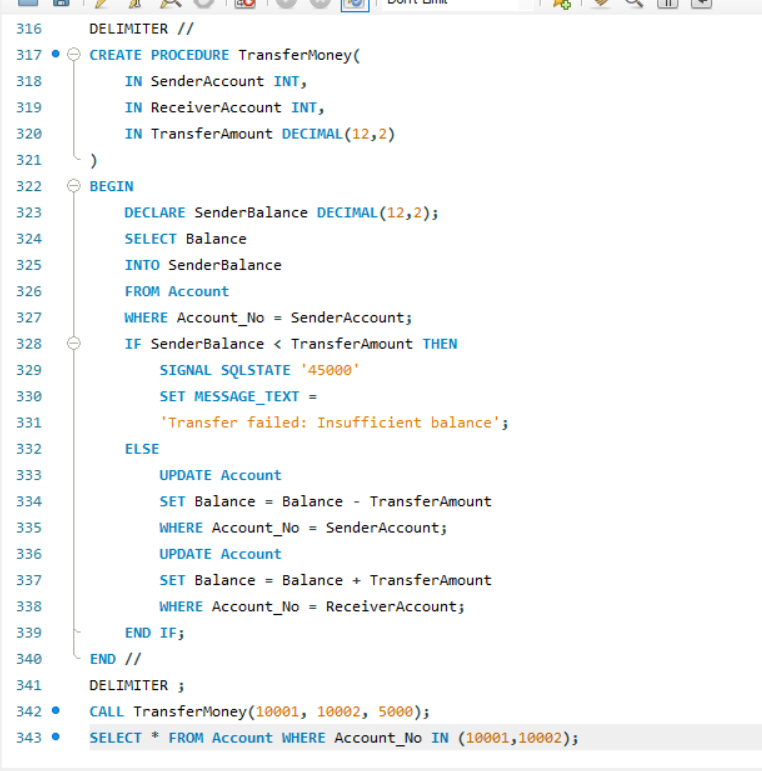 Don't Limit
316 DELIMITER //
317 CREATE PROCEDURE TransferMoney(
318 IN SenderAccount INT,
319 IN ReceiverAccount INT,
320 IN TransferAmount DECIMAL(12,2)
321 )
322 BEGIN
323 DECLARE SenderBalance DECIMAL(12,2);
324 SELECT Balance
325 INTO SenderBalance
326 FROM Account
327 WHERE Account_No = SenderAccount;
328 IF SenderBalance < TransferAmount THEN
329 SIGNAL SQLSTATE '45000'
330 SET MESSAGE_TEXT =
331 'Transfer failed: Insufficient balance';
332 ELSE
333 UPDATE Account
334 SET Balance = Balance - TransferAmount
335 WHERE Account_No = SenderAccount;
336 UPDATE Account
337 SET Balance = Balance + TransferAmount
338 WHERE Account_No = ReceiverAccount;
339 END IF;
340 END //
341 DELIMITER ;
342 CALL TransferMoney(10001, 10002, 5000);
343 SELECT * FROM Account WHERE Account_No IN (10001,10002);